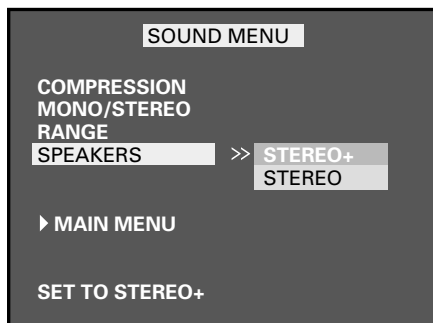 SOUND MENU
COMPRESSION
MONO/STEREO
RANGE
SPEAKERS >> STEREO+
STEREO
MAIN MENU
SET TO STEREO+